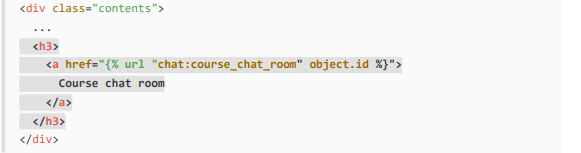 <div class="contents">
  ...
  <h3>
    <a href="{% url "chat:course_chat_room" object.id %}">
      Course chat room
    </a>
  </h3>
</div>